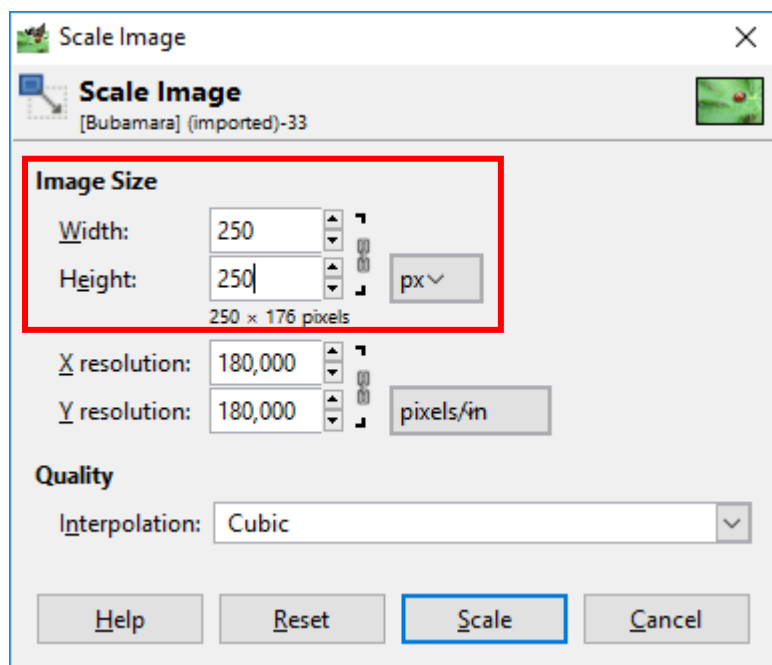 Scale Image
Scale Image
[Bubamara] (imported)-33
Image Size
Width: 250
Height: 250 px
250 × 176 pixels
X resolution: 180,000
Y resolution: 180,000 pixels/in
Quality
Interpolation: Cubic
Help Reset Scale Cancel